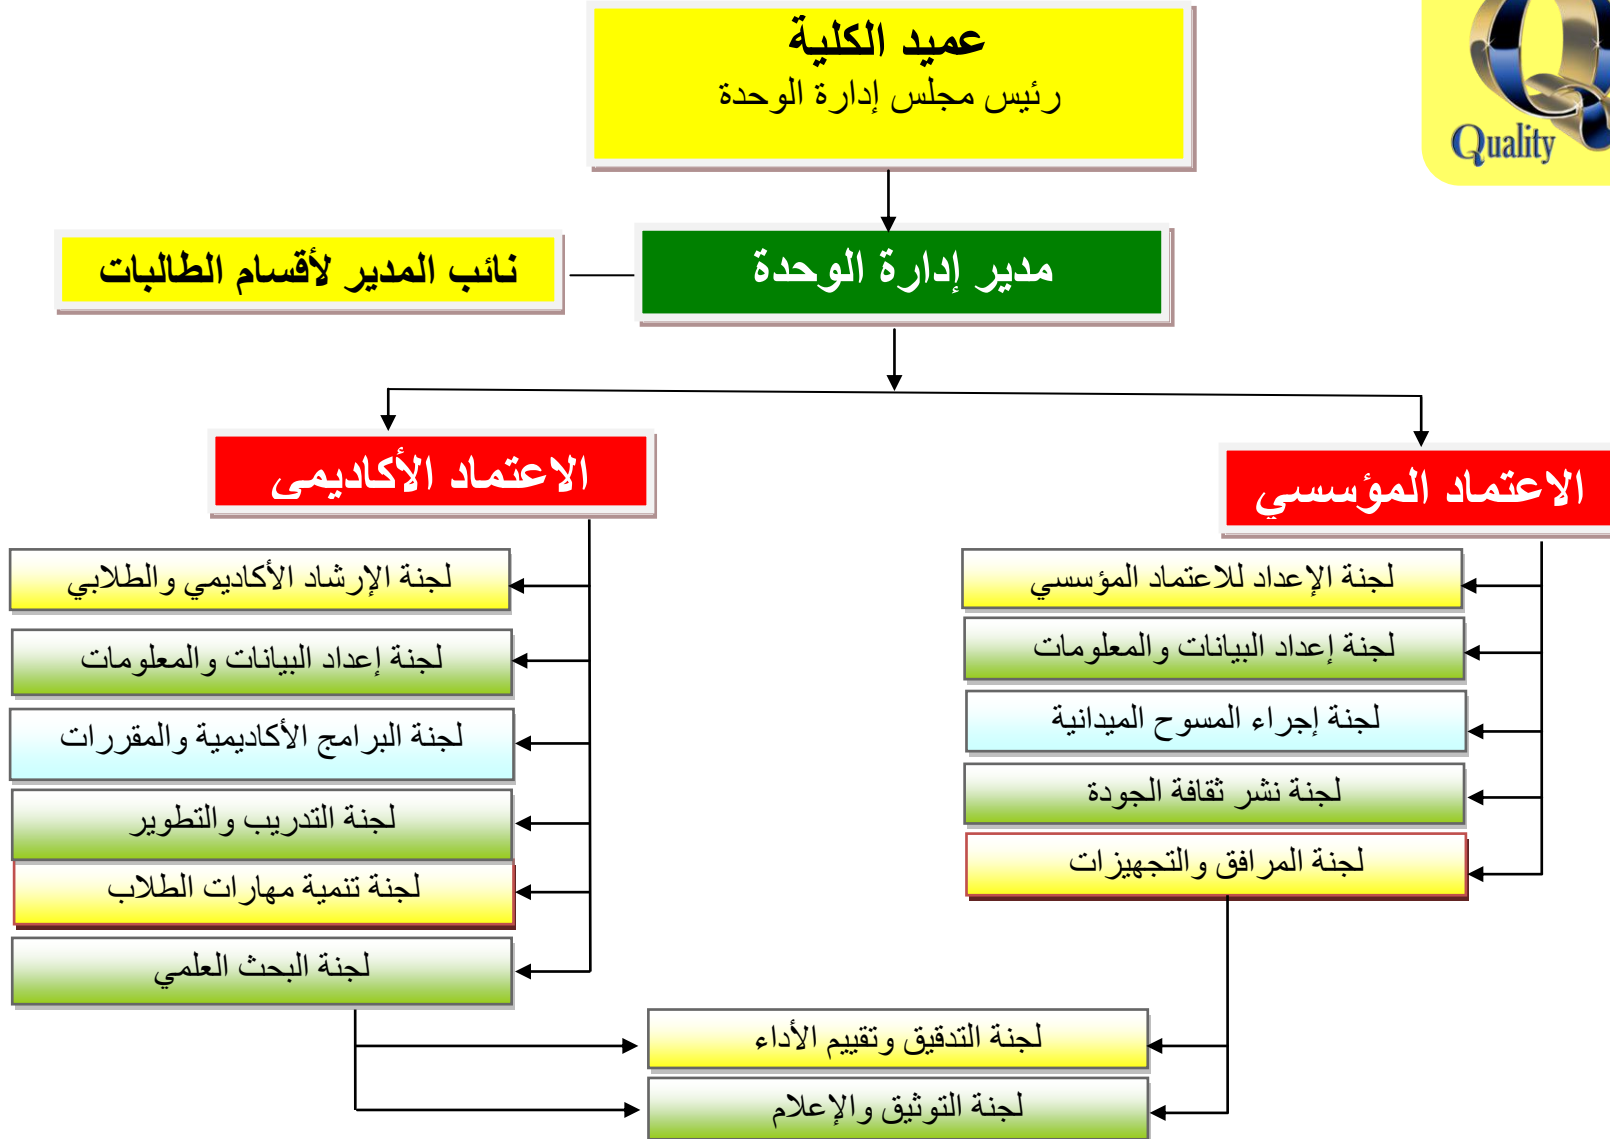 عميد الكلية
رئيس مجلس إدارة الوحدة
Quality
مدير إدارة الوحدة
نائب المدير لأقسام الطالبات
الاعتماد المؤسسي
الاعتماد الأكاديمي
لجنة الإعداد للاعتماد المؤسسي
لجنة إعداد البيانات والمعلومات
لجنة إجراء المسوح الميدانية
لجنة نشر ثقافة الجودة
لجنة المرافق والتجهيزات
لجنة الإرشاد الأكاديمي والطلابي
لجنة إعداد البيانات والمعلومات
لجنة البرامج الأكاديمية والمقررات
لجنة التدريب والتطوير
لجنة تنمية مهارات الطلاب
لجنة البحث العلمي
لجنة التدقيق وتقييم الأداء
لجنة التوثيق والإعلام